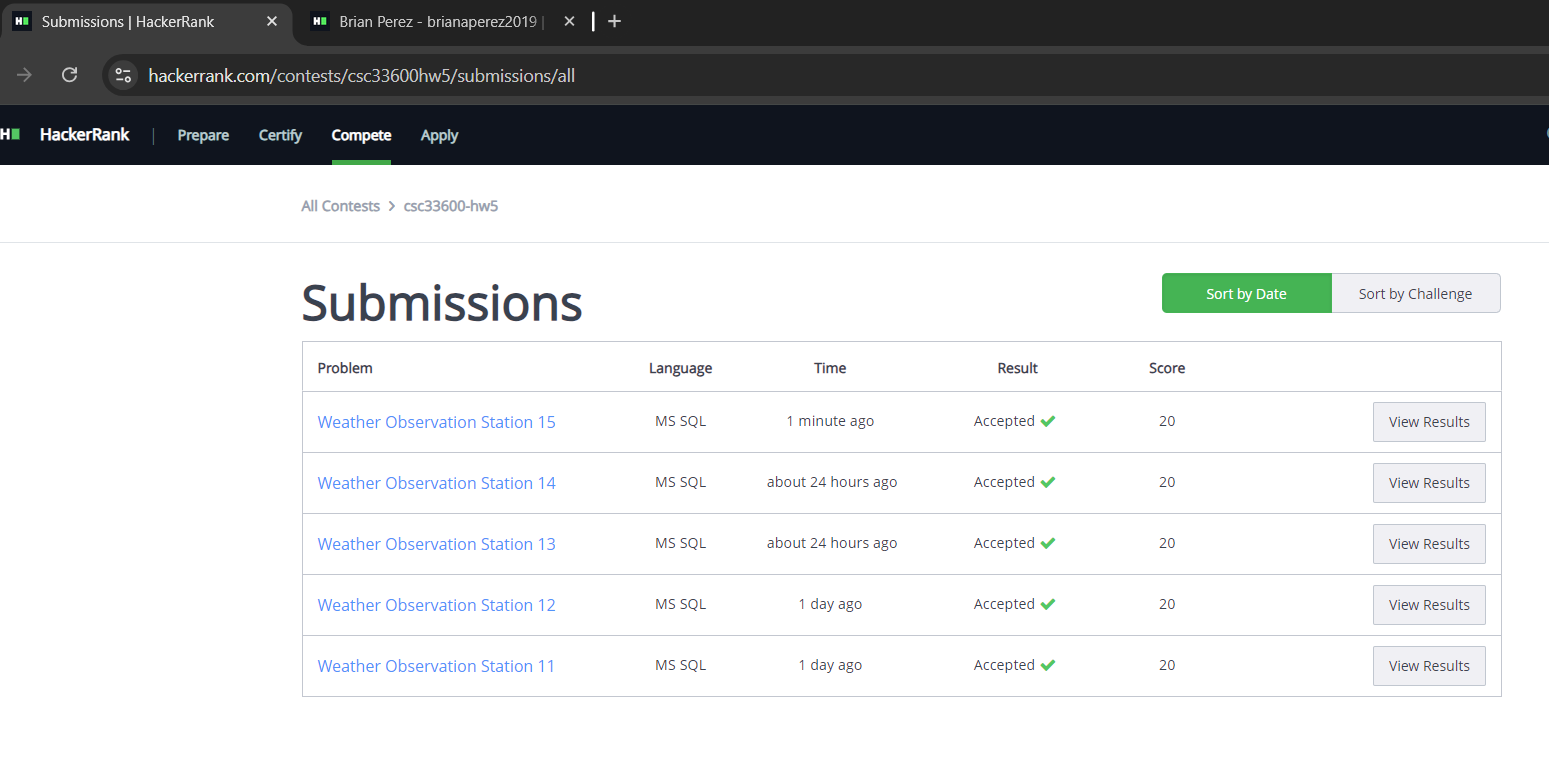 Submissions | HackerRank
Brian Perez - brianaperez2019 |
hackerrank.com/contests/csc33600hw5/submissions/all
HackerRank | Prepare Certify Compete Apply
All Contests > csc33600-hw5
Submissions
Sort by Date Sort by Challenge
Problem Language Time Result Score
Weather Observation Station 15 MS SQL 1 minute ago Accepted 20 View Results
Weather Observation Station 14 MS SQL about 24 hours ago Accepted 20 View Results
Weather Observation Station 13 MS SQL about 24 hours ago Accepted 20 View Results
Weather Observation Station 12 MS SQL 1 day ago Accepted 20 View Results
Weather Observation Station 11 MS SQL 1 day ago Accepted 20 View Results